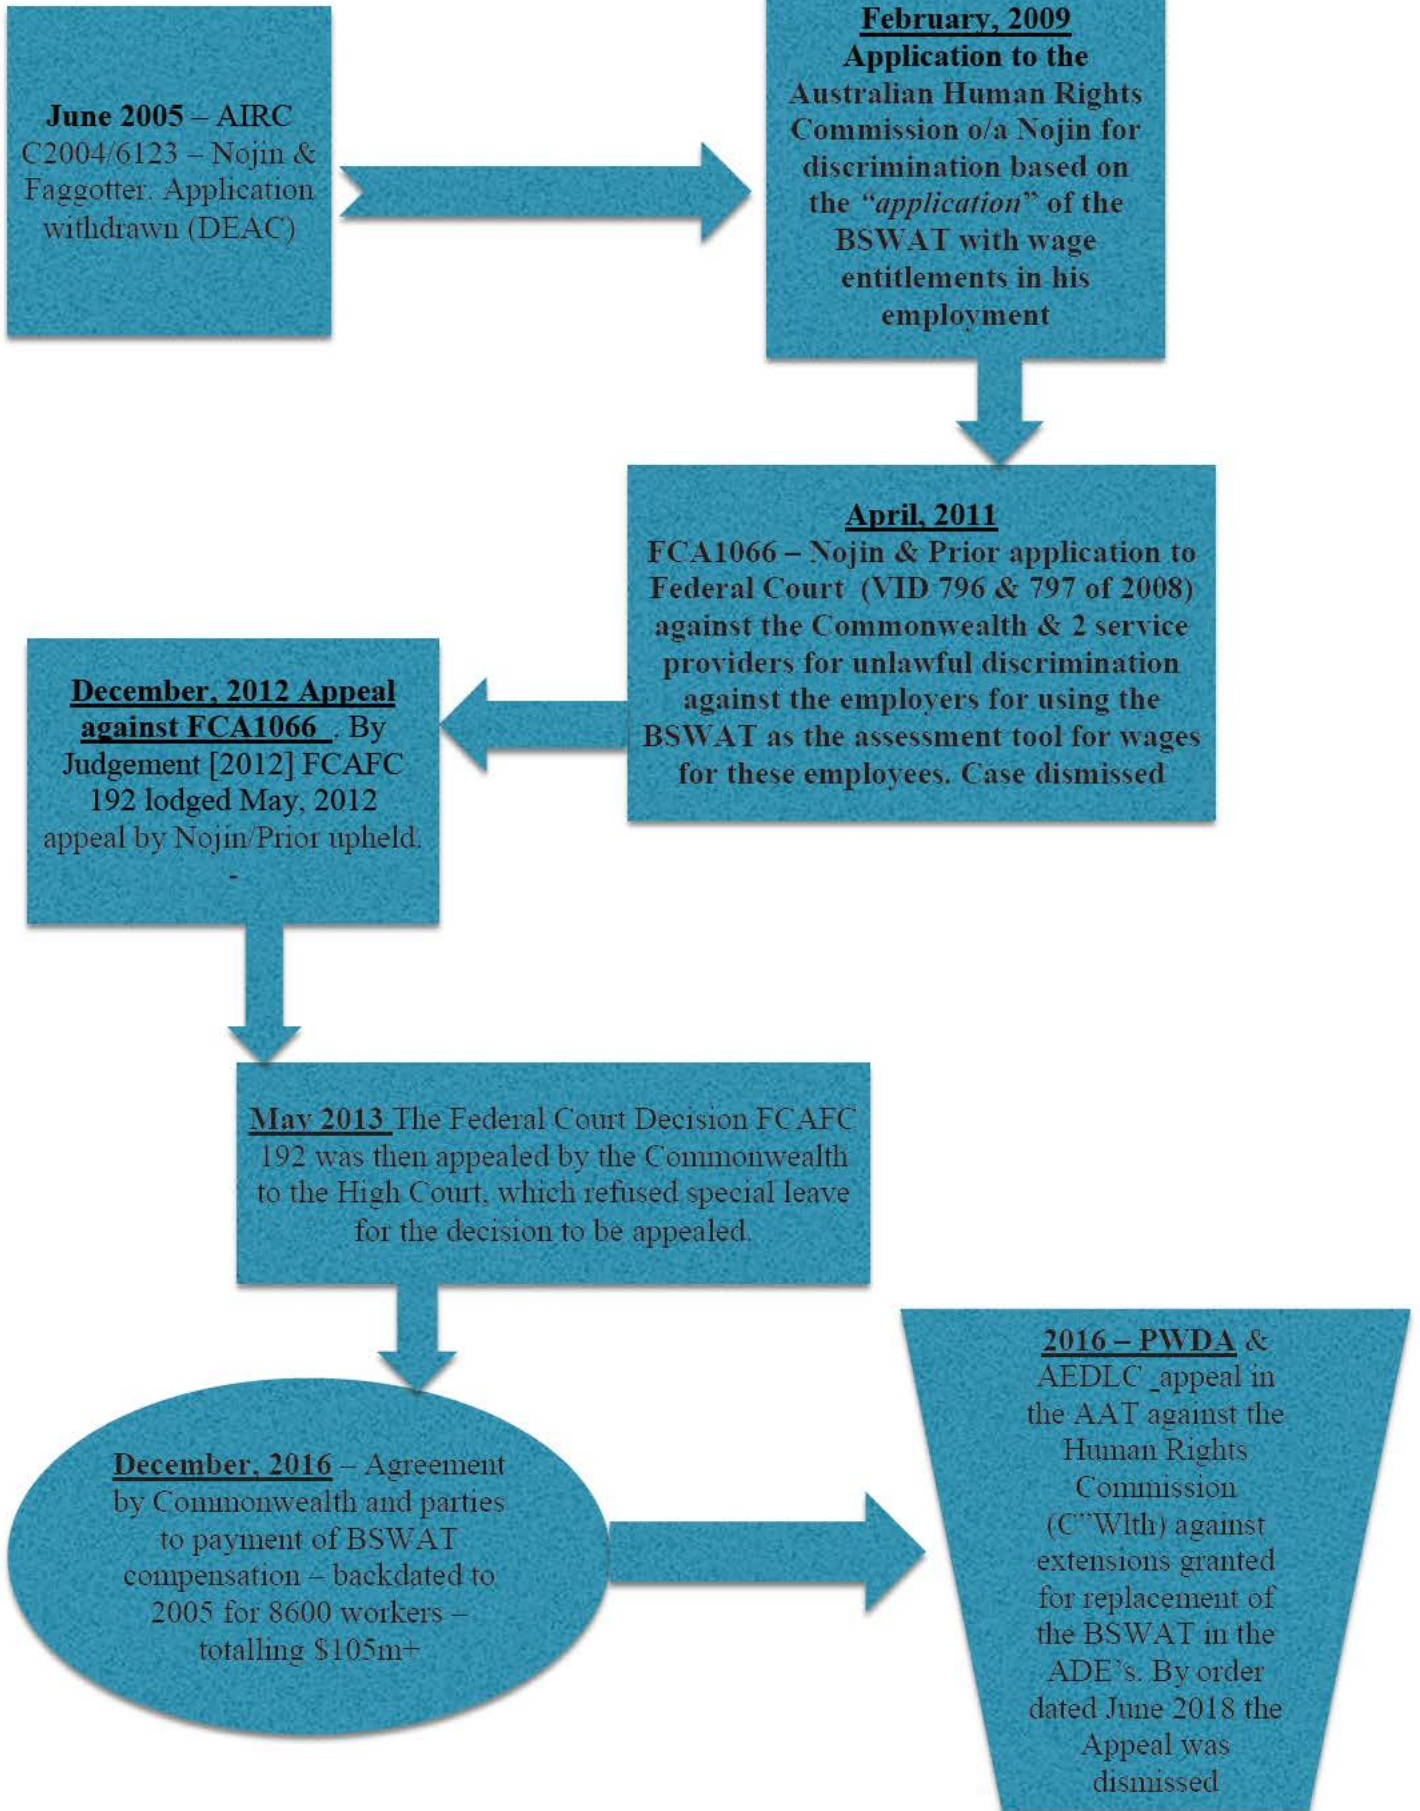 June 2005 – AIRC
C2004/6123 – Nojin &
Faggotter. Application
withdrawn (DEAC)
February, 2009
Application to the
Australian Human Rights
Commission o/a Nojin for
discrimination based on
the “application” of the
BSWAT with wage
entitlements in his
employment
April, 2011
FCA1066 – Nojin & Prior application to
Federal Court (VID 796 & 797 of 2008)
against the Commonwealth & 2 service
providers for unlawful discrimination
against the employers for using the
BSWAT as the assessment tool for wages
for these employees. Case dismissed
December, 2012 Appeal
against FCA1066 . By
Judgement [2012] FCAFC
192 lodged May, 2012
appeal by Nojin/Prior upheld.
-
May 2013 The Federal Court Decision FCAFC
192 was then appealed by the Commonwealth
to the High Court, which refused special leave
for the decision to be appealed.
December, 2016 – Agreement
by Commonwealth and parties
to payment of BSWAT
compensation – backdated to
2005 for 8600 workers –
totalling $105m+
2016 – PWDA &
AEDLC appeal in
the AAT against the
Human Rights
Commission
(C”Wlth) against
extensions granted
for replacement of
the BSWAT in the
ADE’s. By order
dated June 2018 the
Appeal was
dismissed